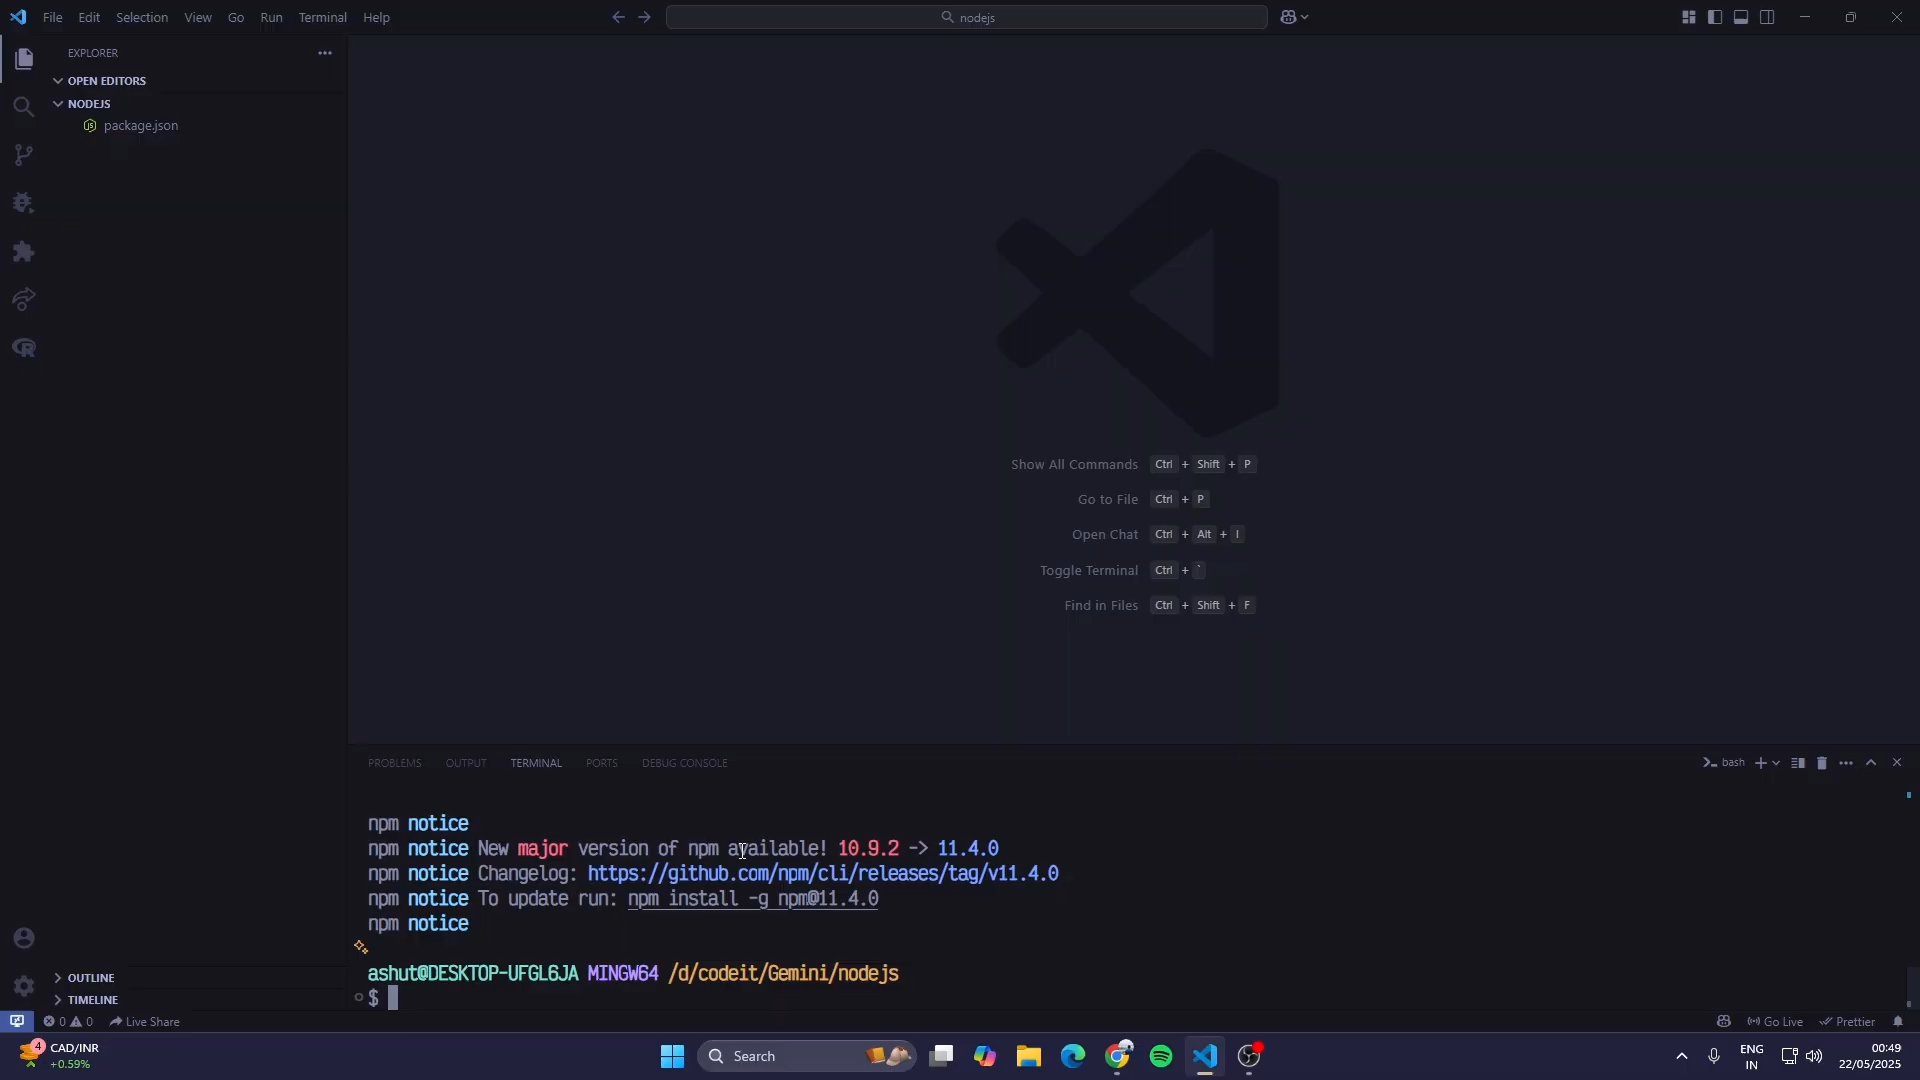 File Edit Selection View Go Run Terminal Help
nodejs
EXPLORER
OPEN EDITORS
NODEJS
package.json
Show All Commands Ctrl + Shift + P
Go to File Ctrl + P
Open Chat Ctrl + Alt + I
Toggle Terminal Ctrl + `
Find in Files Ctrl + Shift + F
PROBLEMS OUTPUT TERMINAL PORTS DEBUG CONSOLE
bash
npm notice
npm notice New major version of npm available! 10.9.2 -> 11.4.0
npm notice Changelog: https://github.com/npm/cli/releases/tag/v11.4.0
npm notice To update run: npm install -g npm@11.4.0
npm notice
ashut@DESKTOP-UFGL6JA MINGW64 /d/codeit/Gemini/nodejs
$
OUTLINE
TIMELINE
0 0 Live Share
Go Live Prettier
4 CAD/INR
+0.59%
Search
ENG
IN
00:49
22/05/2025